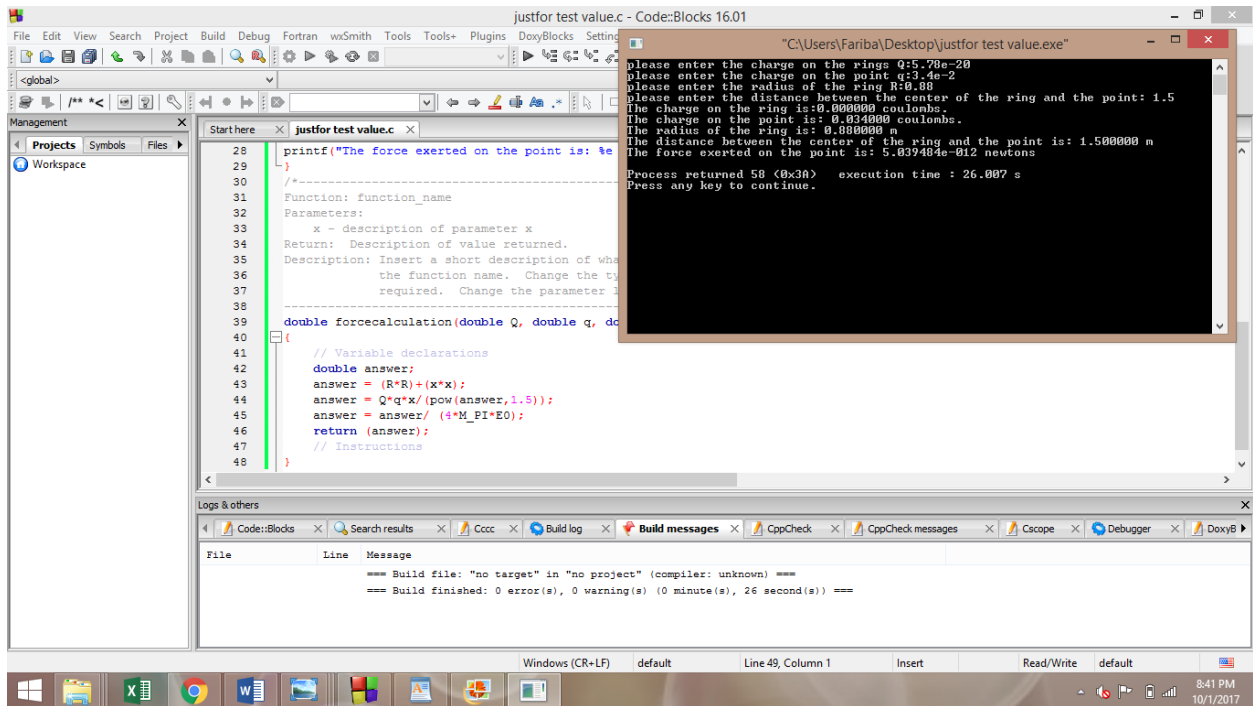 justfor test value.c - Code::Blocks 16.01
File Edit View Search Project Build Debug Fortran wxSmith Tools Tools+ Plugins DoxyBlocks Setting
<global>
/** *<
Management
Projects Symbols Files
Workspace
Start here justfor test value.c
28 printf("The force exerted on the point is: %e
29 }
30 /*
31 Function: function_name
32 Parameters:
33 x - description of parameter x
34 Return: Description of value returned.
35 Description: Insert a short description of wha
36 the function name. Change the ty
37 required. Change the parameter l
38
39 double forcecalculation(double Q, double q, do
40 {
41 // Variable declarations
42 double answer;
43 answer = (R*R)+(x*x);
44 answer = Q*q*x/(pow(answer,1.5));
45 answer = answer/ (4*M_PI*E0);
46 return (answer);
47 // Instructions
48 }
"C:\Users\Fariba\Desktop\justfor test value.exe"
please enter the charge on the rings Q:5.78e-20
please enter the charge on the point q:3.4e-2
please enter the radius of the ring R:0.88
please enter the distance between the center of the ring and the point: 1.5
The charge on the ring is:0.000000 coulombs.
The charge on the point is: 0.034000 coulombs.
The radius of the ring is: 0.880000 m
The distance between the center of the ring and the point is: 1.500000 m
The force exerted on the point is: 5.039484e-012 newtons
Process returned 58 (0x3A) execution time : 26.007 s
Press any key to continue.
Logs & others
Code::Blocks Search results Cccc Build log Build messages CppCheck CppCheck messages Cscope Debugger DoxyB
File Line Message
=== Build file: "no target" in "no project" (compiler: unknown) ===
=== Build finished: 0 error(s), 0 warning(s) (0 minute(s), 26 second(s)) ===
Windows (CR+LF) default Line 49, Column 1 Insert Read/Write default
8:41 PM
10/1/2017